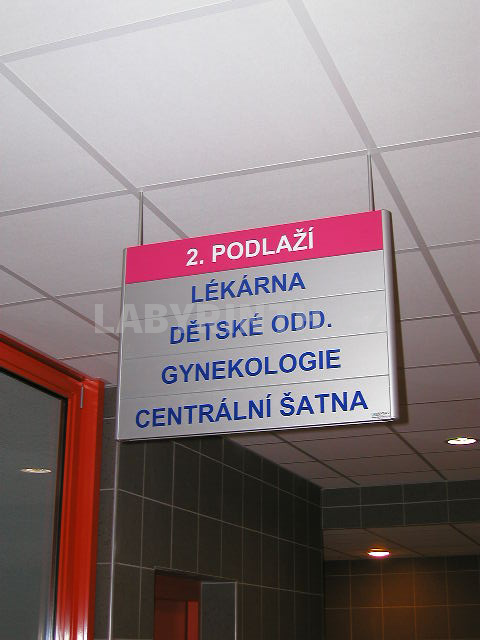 2. PODLAŽÍ
LÉKÁRNA
DĚTSKÉ ODD.
GYNEKOLOGIE
CENTRÁLNÍ ŠATNA